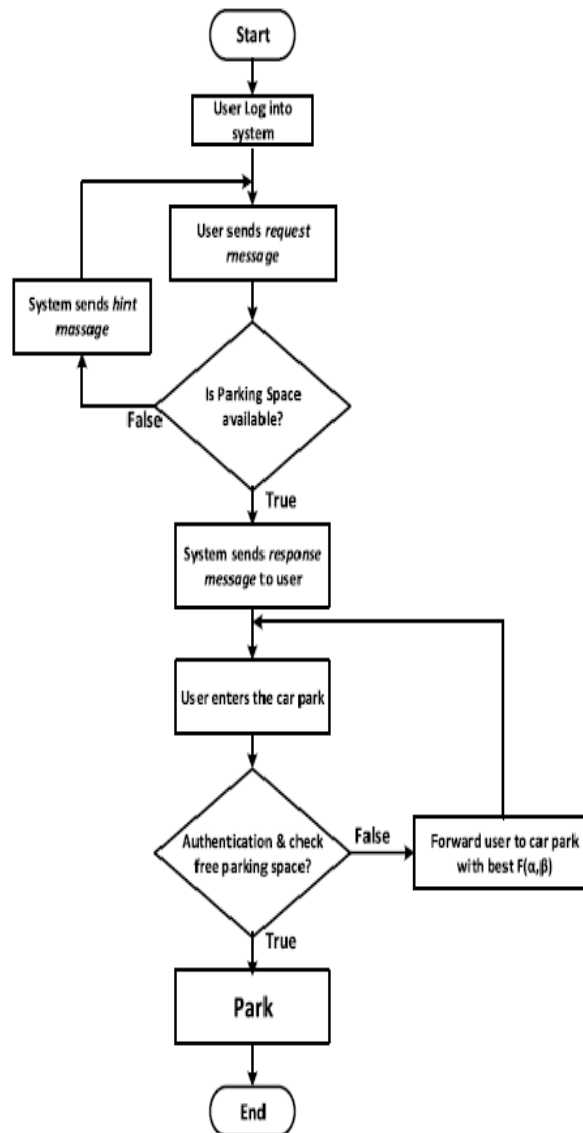 Start
User Log into
system
User sends request
message
System sends hint
massage
Is Parking Space
available?
False
True
System sends response
message to user
User enters the car park
Authentication & check
free parking space?
False
Forward user to car park
with best F(α,β)
True
Park
End